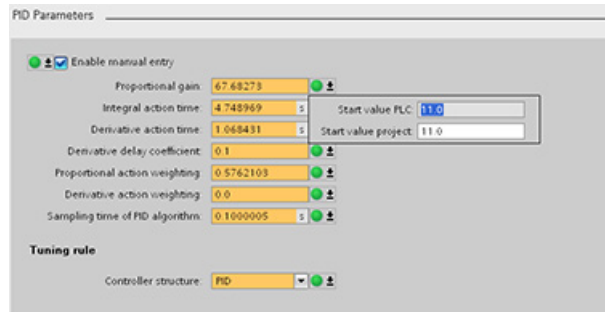 PID Parameters
Enable manual entry
Proportional gain: 67.68273
Integral action time: 4.748969 s Start value PLC: 11.0
Derivative action time: 1.068431 s Start value project: 11.0
Derivative delay coefficient: 0.1
Proportional action weighting: 0.5762103
Derivative action weighting: 0.0
Sampling time of PID algorithm: 0.1000005 s
Tuning rule
Controller structure: PID